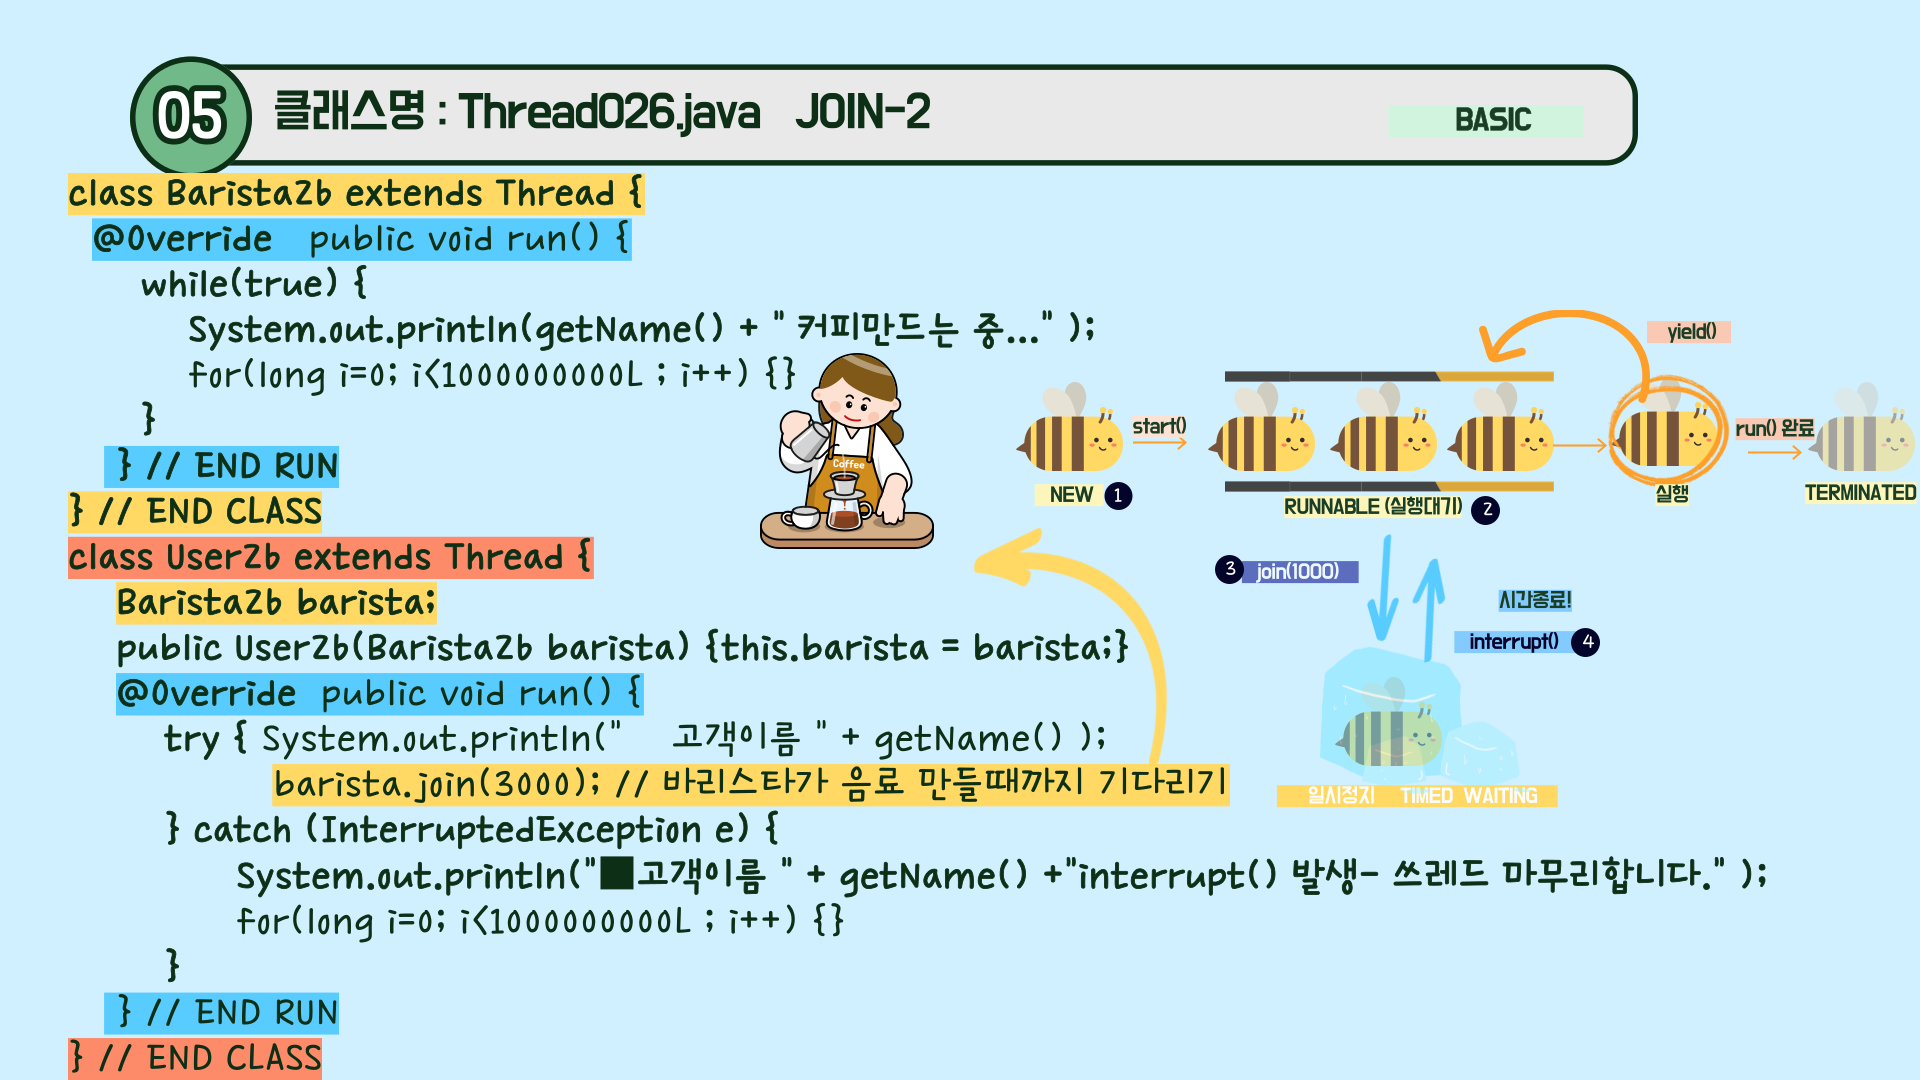 05
클래스명 : Thread026.java JOIN-2
BASIC
class Barista2b extends Thread {
@Override public void run() {
while(true) {
System.out.println(getName() + " 커피만드는 중..." );
for(long i=0; i<1000000000L ; i++) {}
}
} // END RUN
} // END CLASS
class User2b extends Thread {
Barista2b barista;
public User2b(Barista2b barista) {this.barista = barista;}
@Override public void run() {
try { System.out.println(" 고객이름 " + getName() );
barista.join(3000); // 바리스타가 음료 만들때까지 기다리기
} catch (InterruptedException e) {
System.out.println("■고객이름 " + getName() +"interrupt() 발생- 쓰레드 마무리합니다." );
for(long i=0; i<1000000000L ; i++) {}
}
} // END RUN
} // END CLASS
Coffee
yield()
start()
run() 완료
NEW 1
RUNNABLE (실행대기) 2
실행
TERMINATED
3 join(1000)
시간종료!
interrupt() 4
일시정지 TIMED WAITING